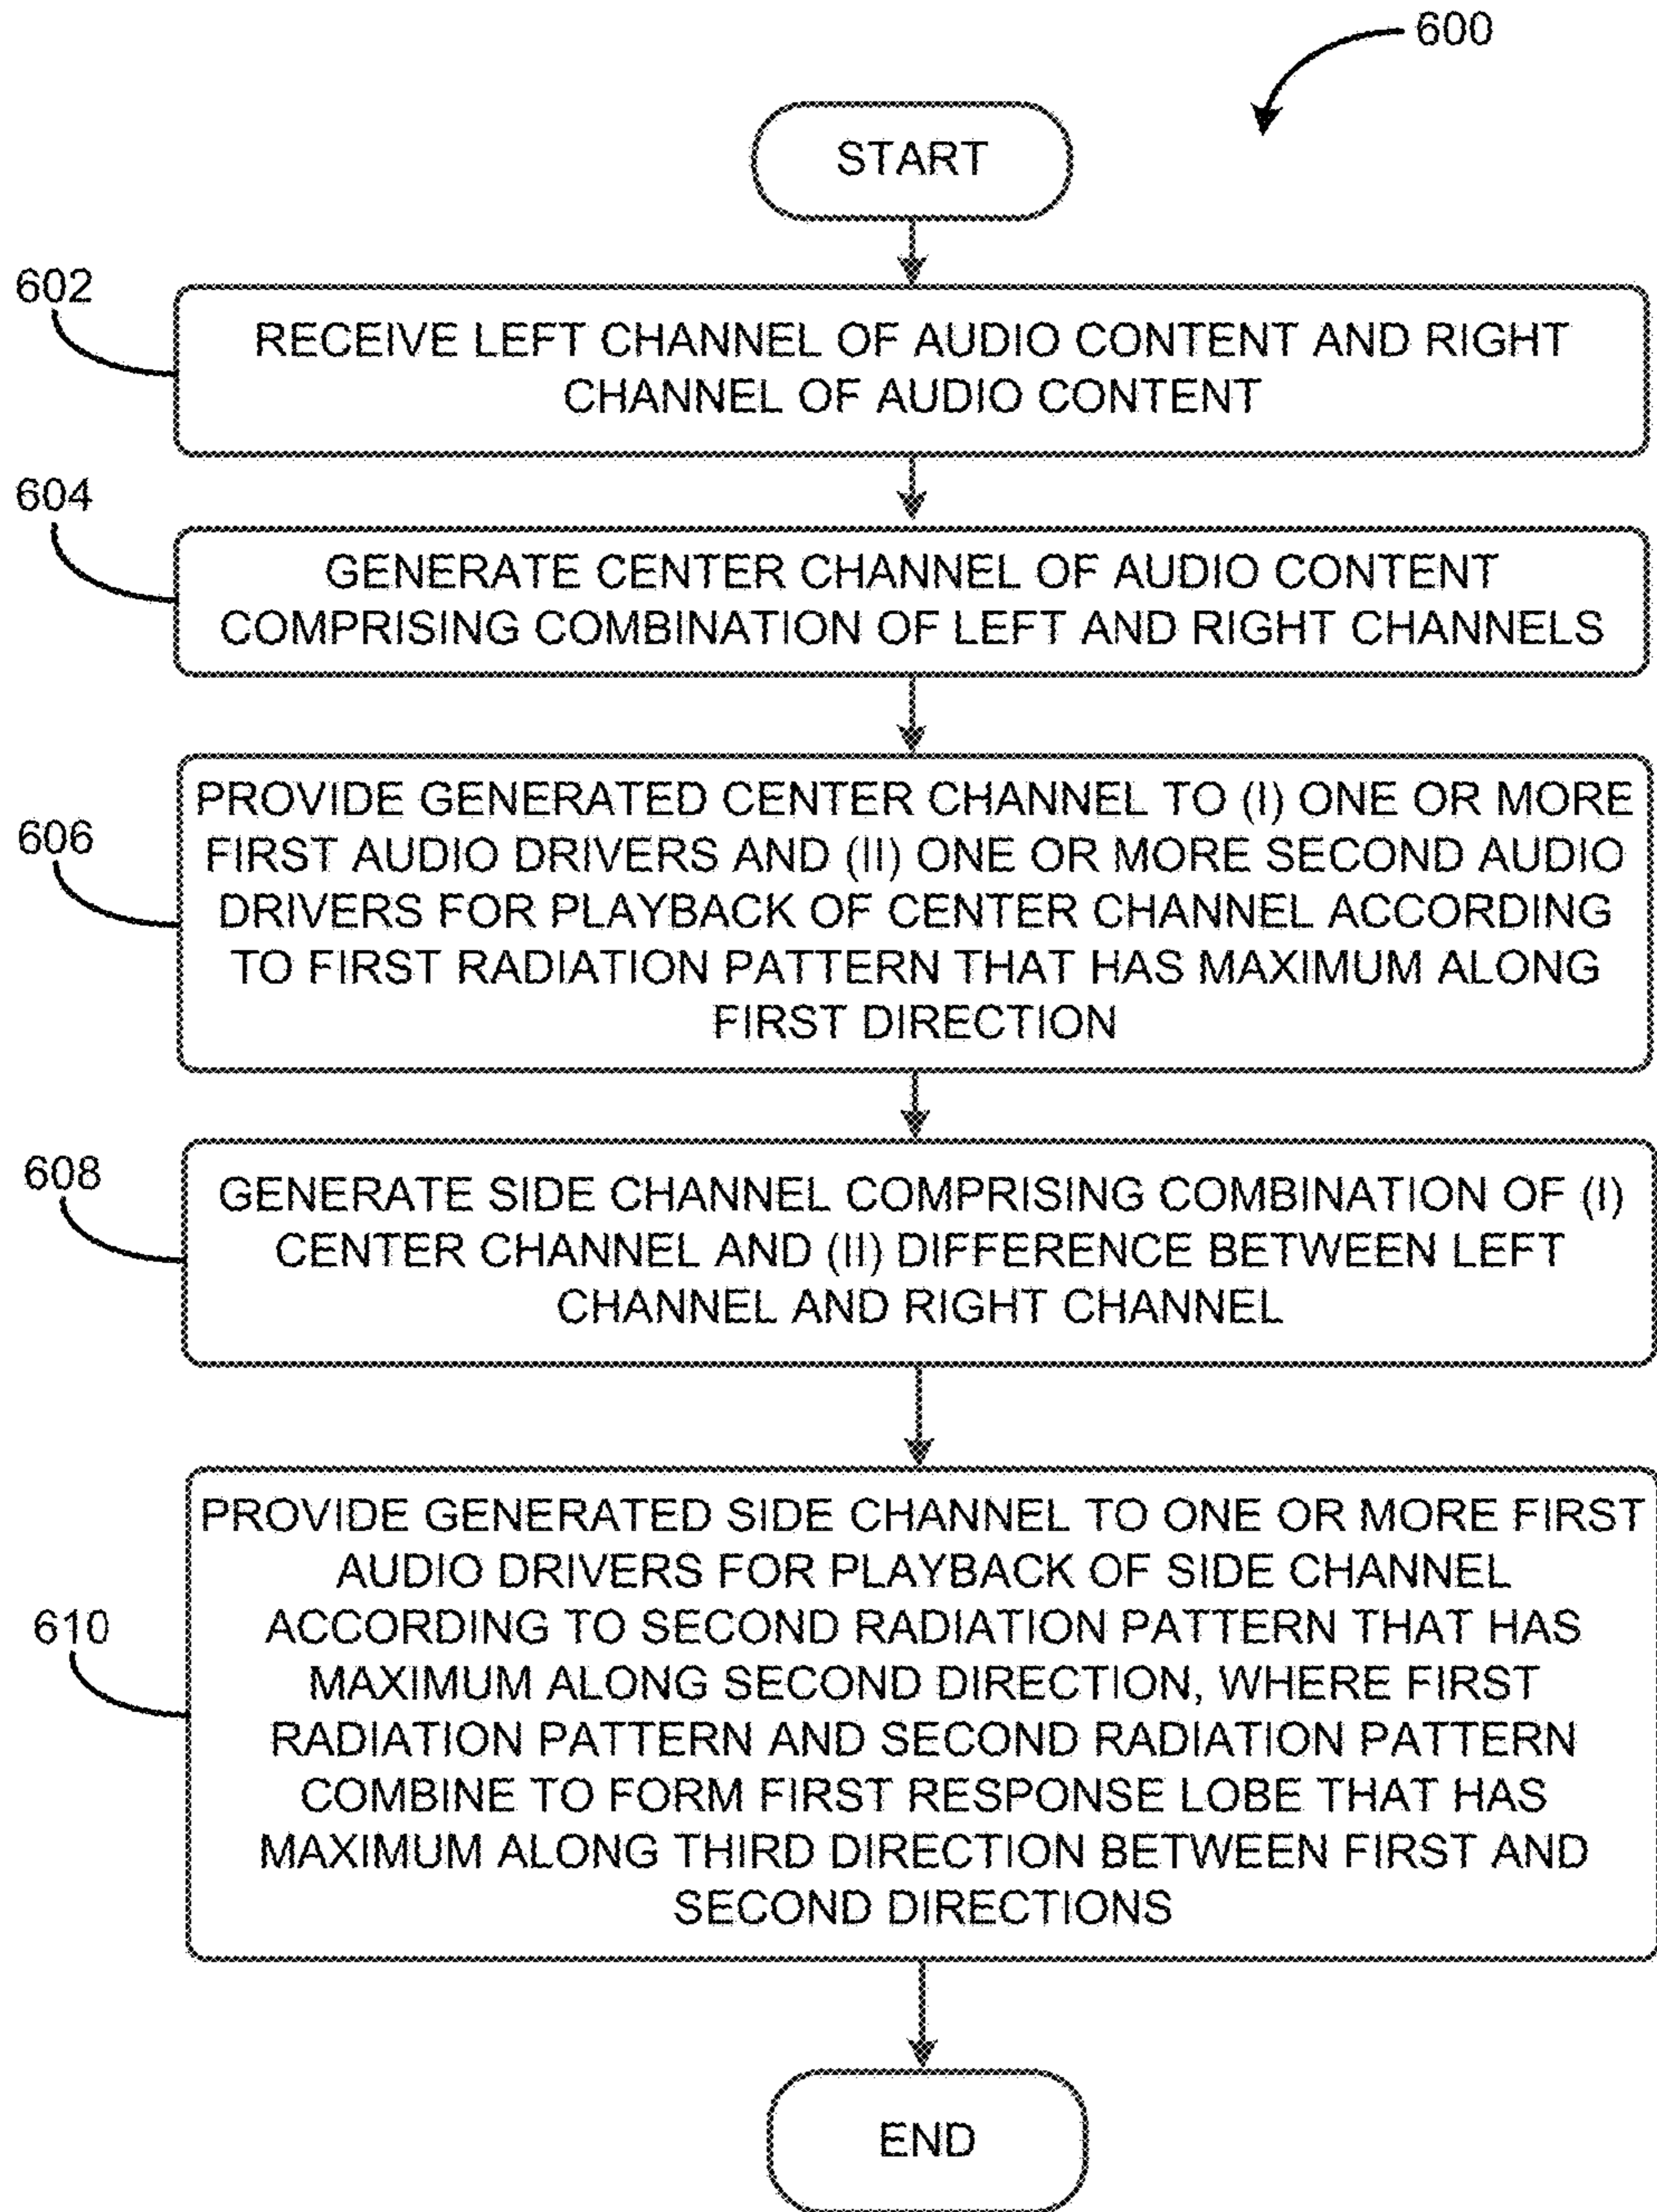 600
START
602
RECEIVE LEFT CHANNEL OF AUDIO CONTENT AND RIGHT
CHANNEL OF AUDIO CONTENT
604
GENERATE CENTER CHANNEL OF AUDIO CONTENT
COMPRISING COMBINATION OF LEFT AND RIGHT CHANNELS
606
PROVIDE GENERATED CENTER CHANNEL TO (I) ONE OR MORE
FIRST AUDIO DRIVERS AND (II) ONE OR MORE SECOND AUDIO
DRIVERS FOR PLAYBACK OF CENTER CHANNEL ACCORDING
TO FIRST RADIATION PATTERN THAT HAS MAXIMUM ALONG
FIRST DIRECTION
608
GENERATE SIDE CHANNEL COMPRISING COMBINATION OF (I)
CENTER CHANNEL AND (II) DIFFERENCE BETWEEN LEFT
CHANNEL AND RIGHT CHANNEL
610
PROVIDE GENERATED SIDE CHANNEL TO ONE OR MORE FIRST
AUDIO DRIVERS FOR PLAYBACK OF SIDE CHANNEL
ACCORDING TO SECOND RADIATION PATTERN THAT HAS
MAXIMUM ALONG SECOND DIRECTION, WHERE FIRST
RADIATION PATTERN AND SECOND RADIATION PATTERN
COMBINE TO FORM FIRST RESPONSE LOBE THAT HAS
MAXIMUM ALONG THIRD DIRECTION BETWEEN FIRST AND
SECOND DIRECTIONS
END